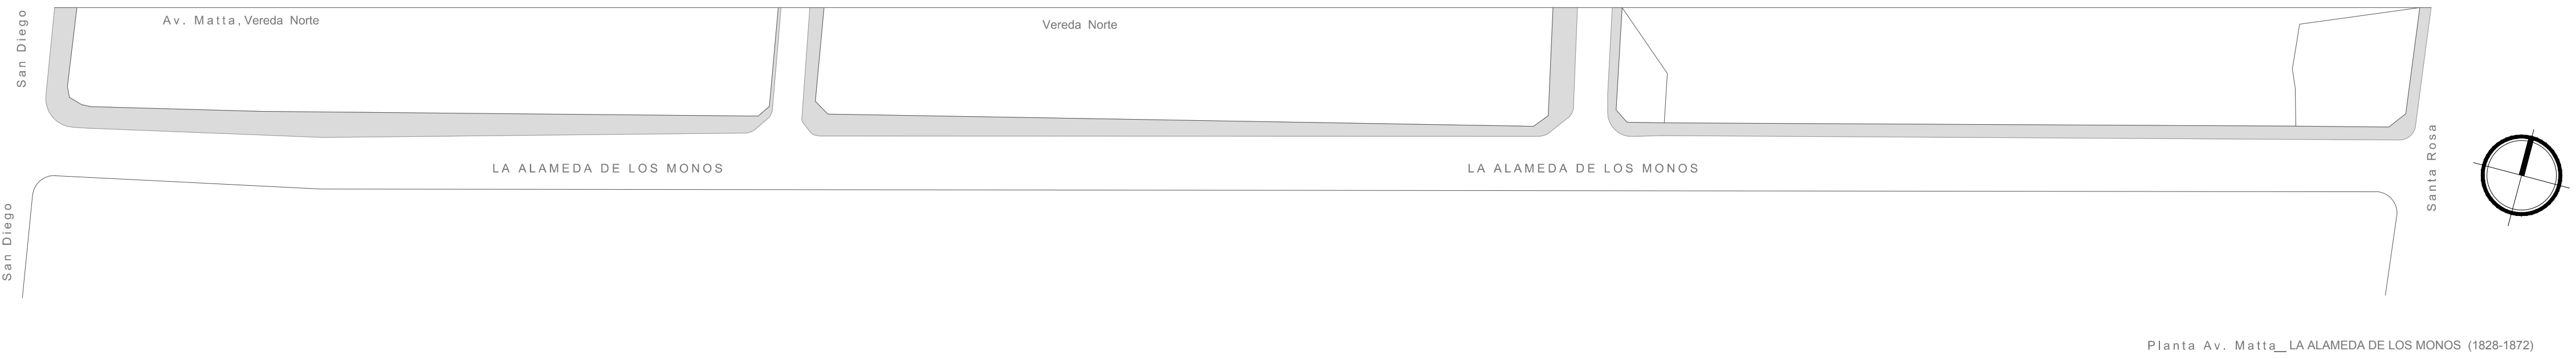 San Diego
Av. Matta, Vereda Norte
Vereda Norte
LA ALAMEDA DE LOS MONOS
LA ALAMEDA DE LOS MONOS
Santa Rosa
San Diego
Planta Av. Matta__ LA ALAMEDA DE LOS MONOS (1828-1872)